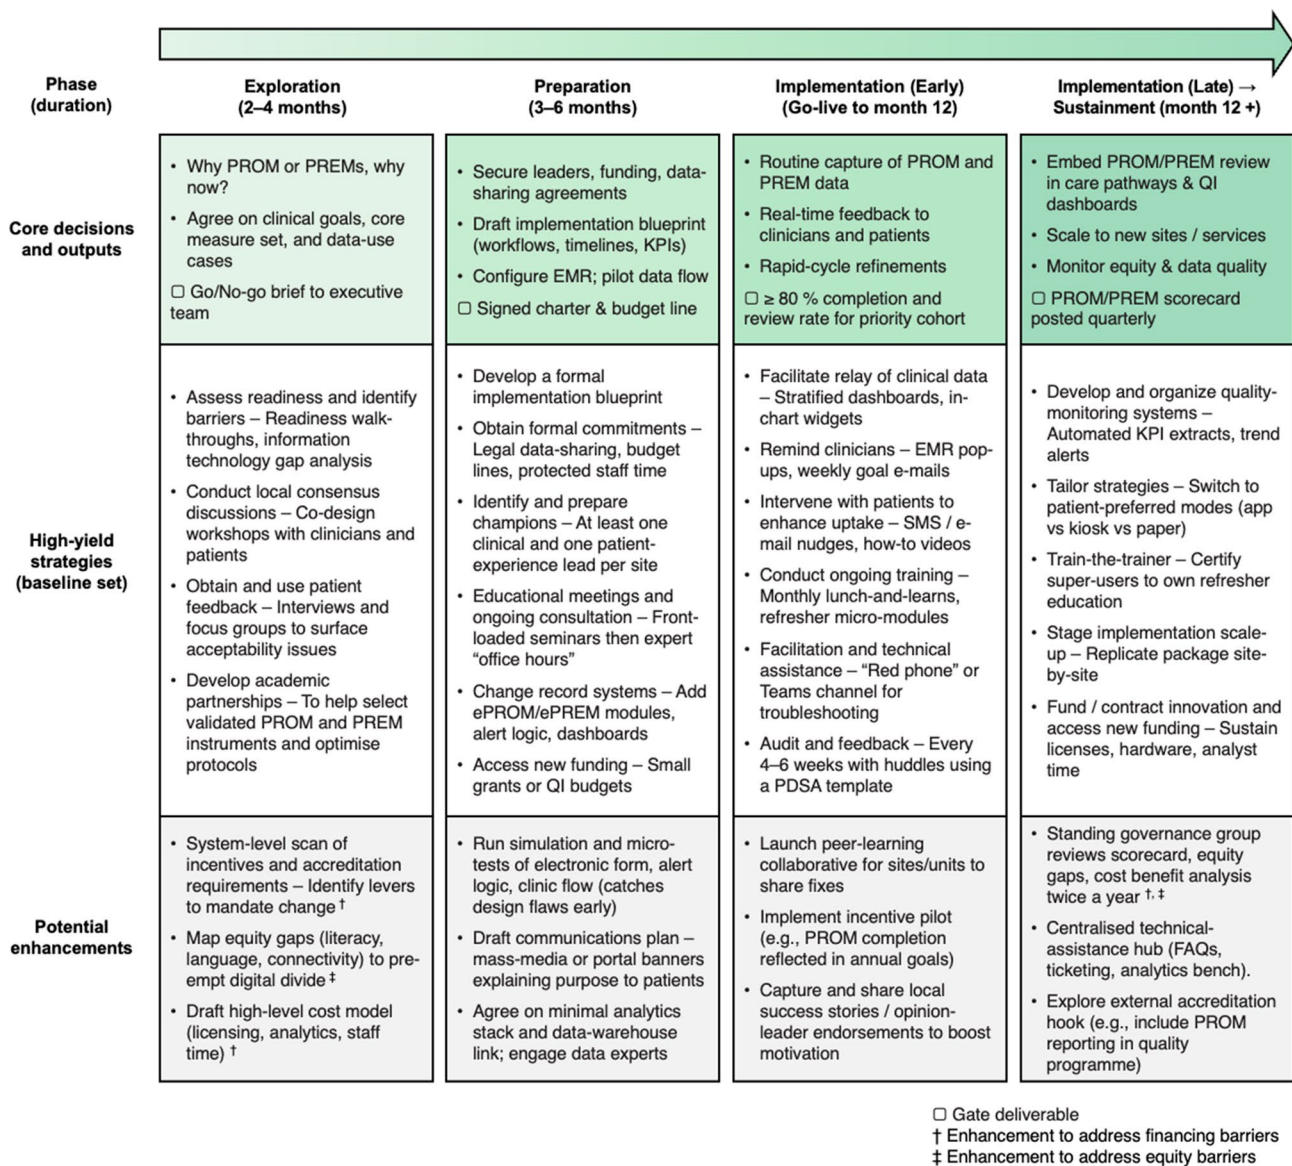 Phase
(duration)
Exploration
(2–4 months)
Preparation
(3–6 months)
Implementation (Early)
(Go-live to month 12)
Implementation (Late) →
Sustainment (month 12 +)
Core decisions
and outputs
• Why PROM or PREMs, why
now?
• Agree on clinical goals, core
measure set, and data-use
cases
▢ Go/No-go brief to executive
team
• Secure leaders, funding, data-
sharing agreements
• Draft implementation blueprint
(workflows, timelines, KPIs)
• Configure EMR; pilot data flow
▢ Signed charter & budget line
• Routine capture of PROM and
PREM data
• Real-time feedback to
clinicians and patients
• Rapid-cycle refinements
▢ ≥ 80 % completion and
review rate for priority cohort
• Embed PROM/PREM review
in care pathways & QI
dashboards
• Scale to new sites / services
• Monitor equity & data quality
▢ PROM/PREM scorecard
posted quarterly
High-yield
strategies
(baseline set)
• Assess readiness and identify
barriers – Readiness walk-
throughs, information
technology gap analysis
• Conduct local consensus
discussions – Co-design
workshops with clinicians and
patients
• Obtain and use patient
feedback – Interviews and
focus groups to surface
acceptability issues
• Develop academic
partnerships – To help select
validated PROM and PREM
instruments and optimise
protocols
• Develop a formal
implementation blueprint
• Obtain formal commitments –
Legal data-sharing, budget
lines, protected staff time
• Identify and prepare
champions – At least one
clinical and one patient-
experience lead per site
• Educational meetings and
ongoing consultation – Front-
loaded seminars then expert
“office hours”
• Change record systems – Add
ePROM/ePREM modules,
alert logic, dashboards
• Access new funding – Small
grants or QI budgets
• Facilitate relay of clinical data
– Stratified dashboards, in-
chart widgets
• Remind clinicians – EMR pop-
ups, weekly goal e-mails
• Intervene with patients to
enhance uptake – SMS / e-
mail nudges, how-to videos
• Conduct ongoing training –
Monthly lunch-and-learns,
refresher micro-modules
• Facilitation and technical
assistance – “Red phone” or
Teams channel for
troubleshooting
• Audit and feedback – Every
4–6 weeks with huddles using
a PDSA template
• Develop and organize quality-
monitoring systems –
Automated KPI extracts, trend
alerts
• Tailor strategies – Switch to
patient-preferred modes (app
vs kiosk vs paper)
• Train-the-trainer – Certify
super-users to own refresher
education
• Stage implementation scale-
up – Replicate package site-
by-site
• Fund / contract innovation and
access new funding – Sustain
licenses, hardware, analyst
time
Potential
enhancements
• System-level scan of
incentives and accreditation
requirements – Identify levers
to mandate change †
• Map equity gaps (literacy,
language, connectivity) to pre-
empt digital divide ‡
• Draft high-level cost model
(licensing, analytics, staff
time) †
• Run simulation and micro-
tests of electronic form, alert
logic, clinic flow (catches
design flaws early)
• Draft communications plan –
mass-media or portal banners
explaining purpose to patients
• Agree on minimal analytics
stack and data-warehouse
link; engage data experts
• Launch peer-learning
collaborative for sites/units to
share fixes
• Implement incentive pilot
(e.g., PROM completion
reflected in annual goals)
• Capture and share local
success stories / opinion-
leader endorsements to boost
motivation
• Standing governance group
reviews scorecard, equity
gaps, cost benefit analysis
twice a year †, ‡
• Centralised technical-
assistance hub (FAQs,
ticketing, analytics bench).
• Explore external accreditation
hook (e.g., include PROM
reporting in quality
programme)
▢ Gate deliverable
† Enhancement to address financing barriers
‡ Enhancement to address equity barriers